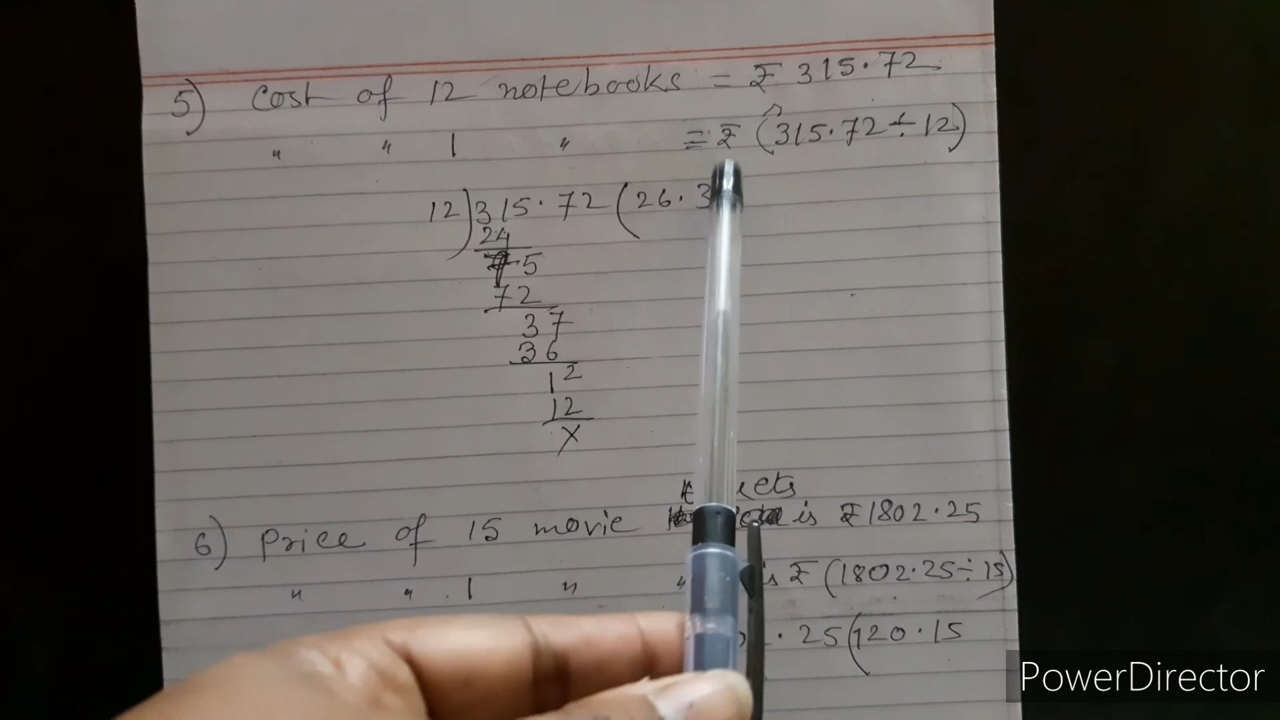 5) Cost of 12 notebooks = ₹ 315.72
" " 1 " = ₹ (315.72 ÷ 12)
12)315.72(26.3
24
75
72
37
36
12
12
X
6) Price of 15 movie is ₹ 1802.25
" " 1 " " is ₹ (1802.25 ÷ 15)
.25(120.15
PowerDirector